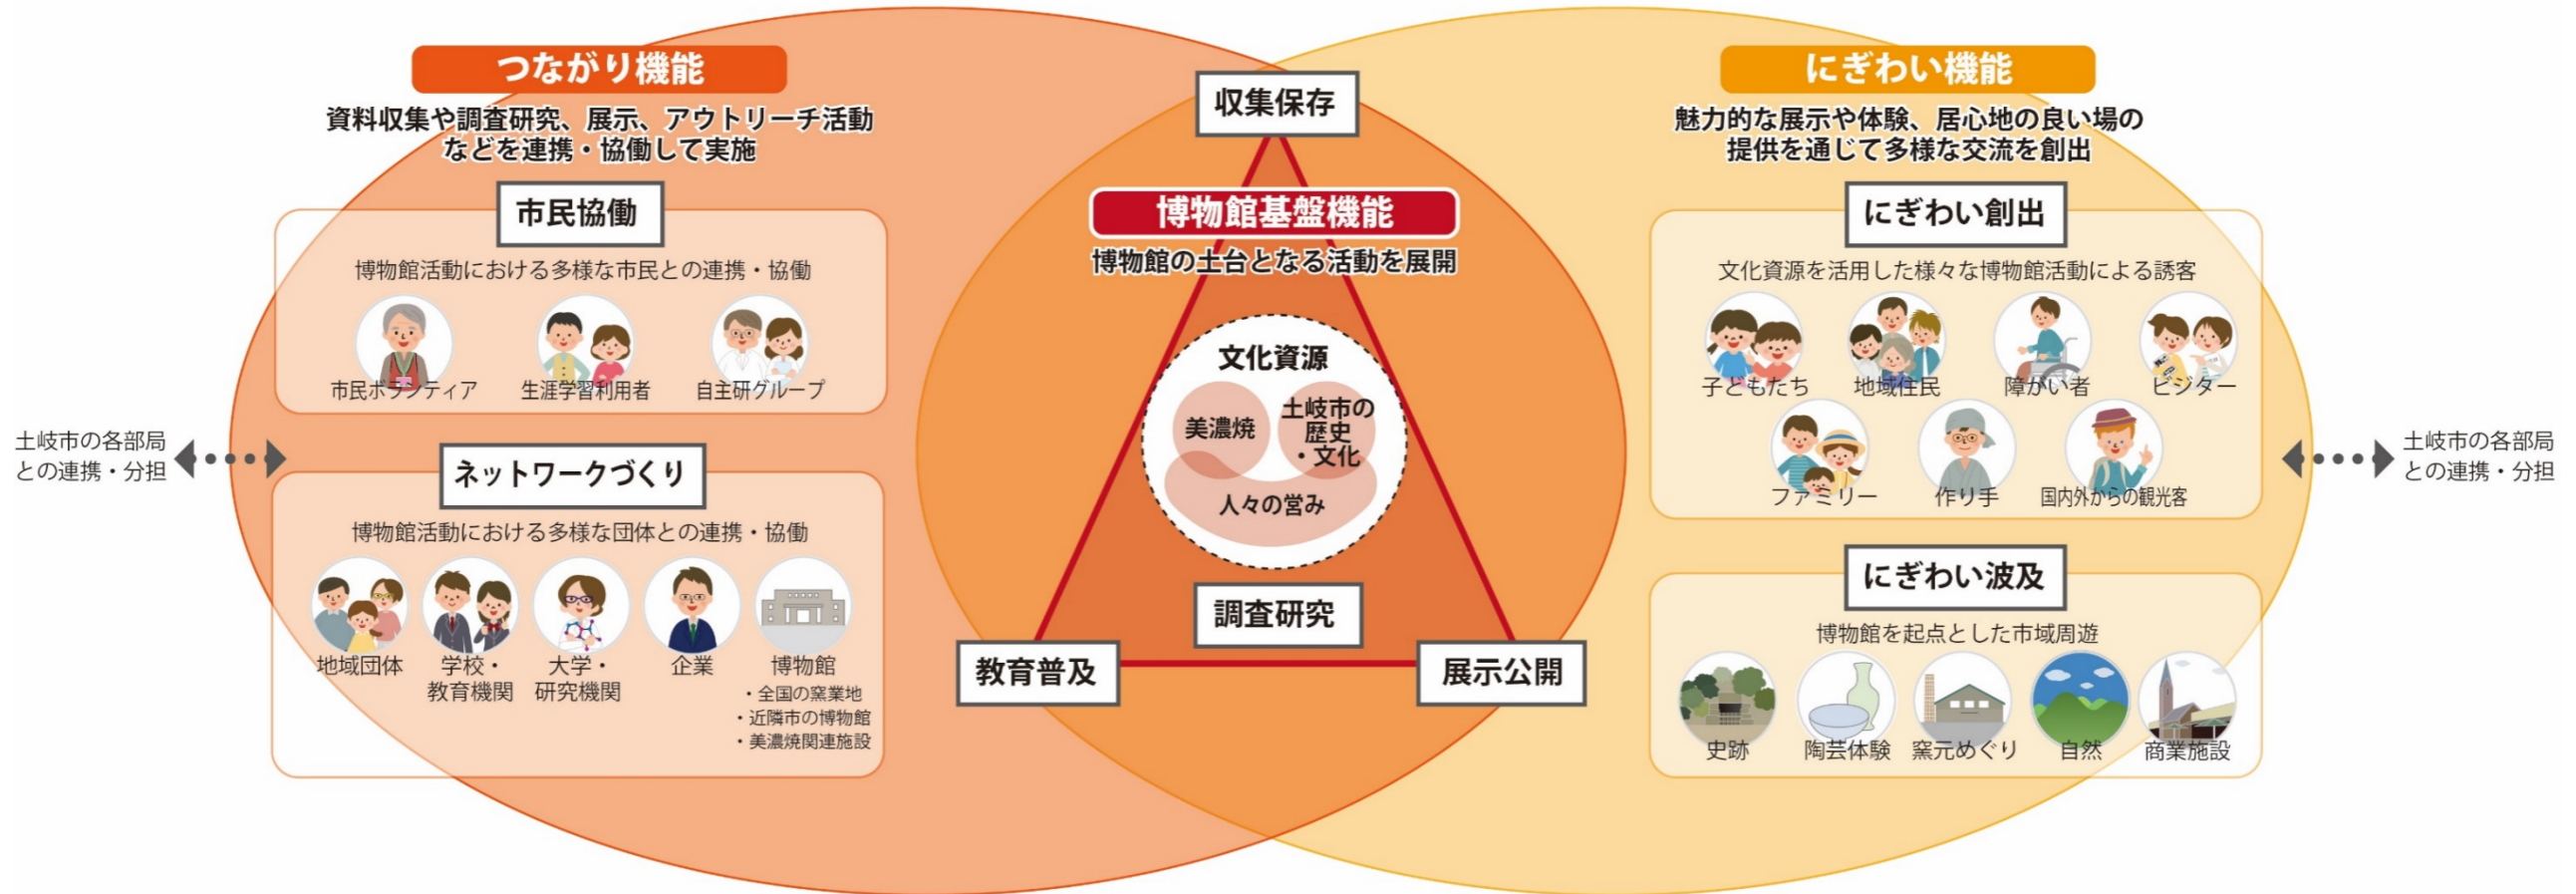 つながり機能
資料収集や調査研究、展示、アウトリーチ活動
などを連携・協働して実施
市民協働
博物館活動における多様な市民との連携・協働
市民ボランティア
生涯学習利用者
自主研グループ
ネットワークづくり
博物館活動における多様な団体との連携・協働
地域団体
学校・
教育機関
大学・
研究機関
企業
博物館
・全国の窯業地
・近隣市の博物館
・美濃焼関連施設
土岐市の各部局
との連携・分担
収集保存
博物館基盤機能
博物館の土台となる活動を展開
文化資源
美濃焼
土岐市の
歴史
・文化
人々の営み
調査研究
教育普及
展示公開
にぎわい機能
魅力的な展示や体験、居心地の良い場の
提供を通じて多様な交流を創出
にぎわい創出
文化資源を活用した様々な博物館活動による誘客
子どもたち
地域住民
障がい者
ビジター
ファミリー
作り手
国内外からの観光客
にぎわい波及
博物館を起点とした市域周遊
史跡
陶芸体験
窯元めぐり
自然
商業施設
土岐市の各部局
との連携・分担